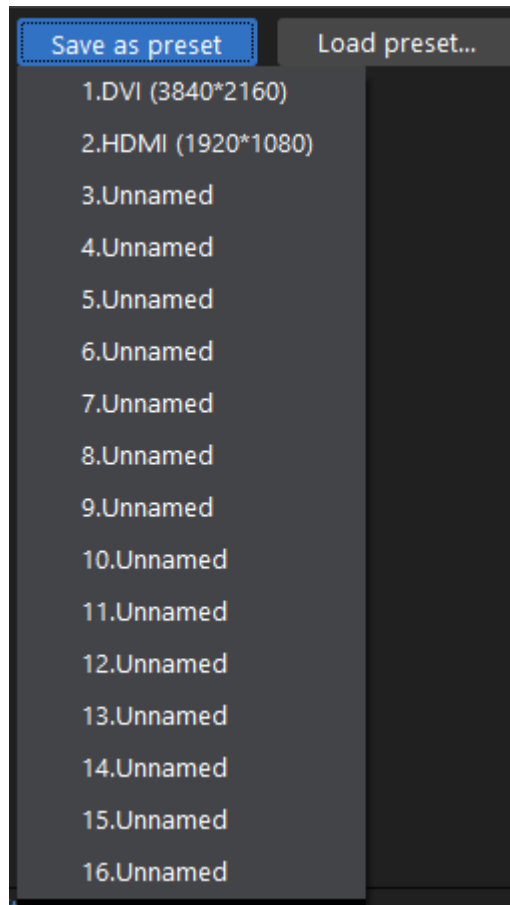 Save as preset Load preset...
1.DVI (3840*2160)
2.HDMI (1920*1080)
3.Unnamed
4.Unnamed
5.Unnamed
6.Unnamed
7.Unnamed
8.Unnamed
9.Unnamed
10.Unnamed
11.Unnamed
12.Unnamed
13.Unnamed
14.Unnamed
15.Unnamed
16.Unnamed